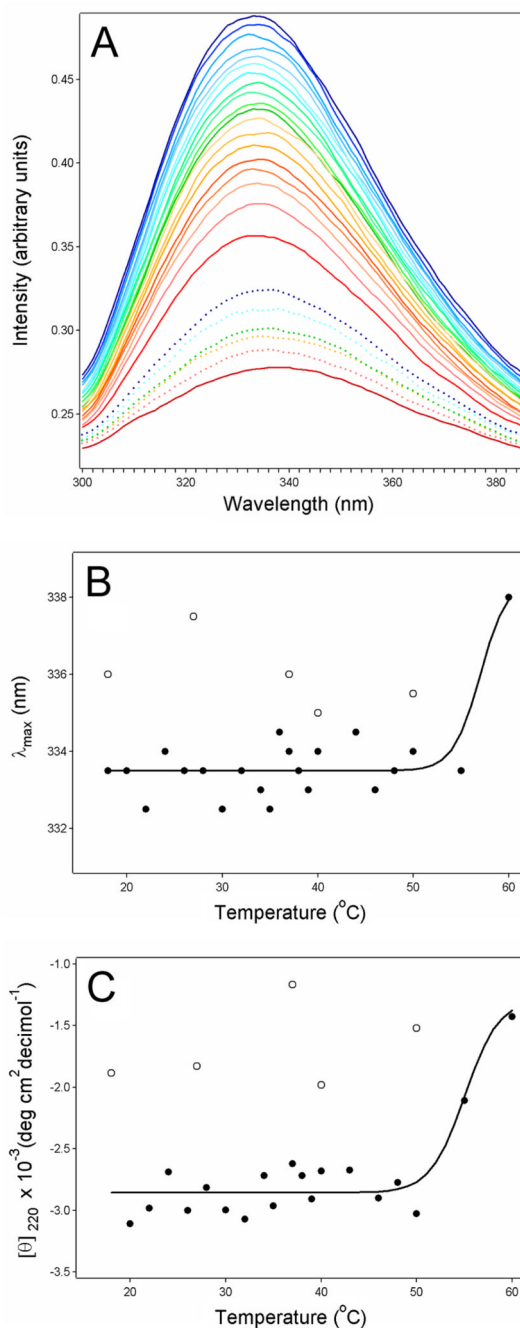 A
0.45
0.40
0.35
0.30
0.25
Intensity (arbitrary units)
300 320 340 360 380
Wavelength (nm)
B
338
336
334
332
λmax (nm)
20 30 40 50 60
Temperature (oC)
C
-1.0
-1.5
-2.0
-2.5
-3.0
-3.5
[θ]220 x 10-3(deg cm2decimol-1)
20 30 40 50 60
Temperature (oC)